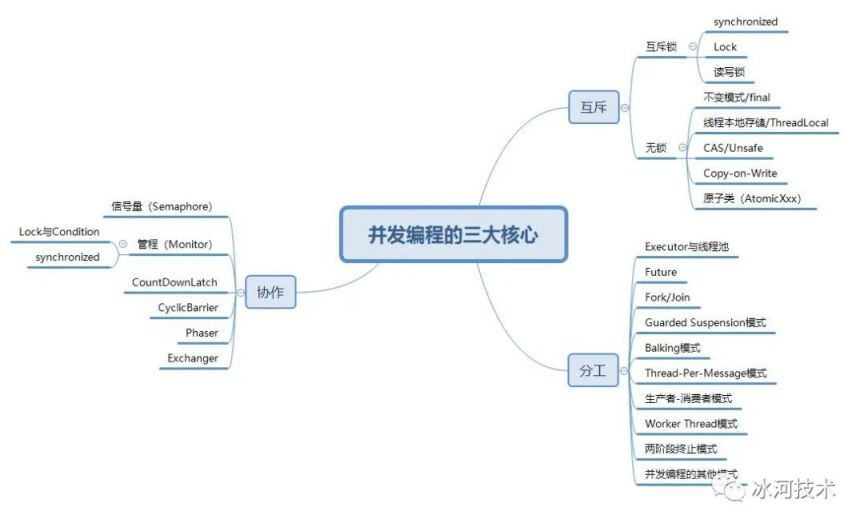 并发编程的三大核心
互斥
互斥锁
synchronized
Lock
读写锁
无锁
不变模式/final
线程本地存储/ThreadLocal
CAS/Unsafe
Copy-on-Write
原子类（AtomicXxx）
分工
Executor与线程池
Future
Fork/Join
Guarded Suspension模式
Balking模式
Thread-Per-Message模式
生产者-消费者模式
Worker Thread模式
两阶段终止模式
并发编程的其他模式
协作
信号量（Semaphore）
管程（Monitor）
Lock与Condition
synchronized
CountDownLatch
CyclicBarrier
Phaser
Exchanger
冰河技术